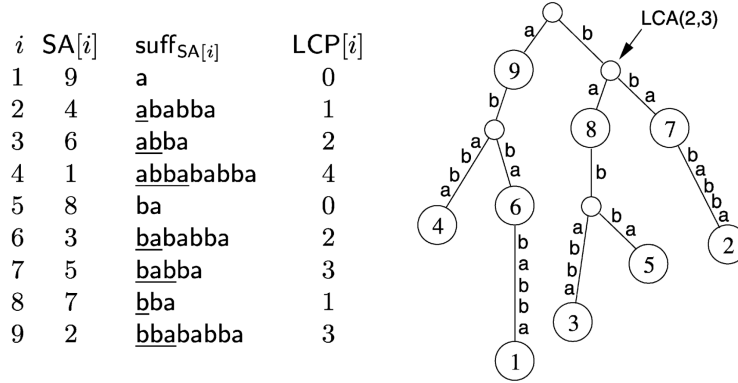 i SA[i] suff_SA[i] LCP[i]
1 9 a 0
2 4 ababba 1
3 6 abba 2
4 1 abbababba 4
5 8 ba 0
6 3 bababba 2
7 5 babba 3
8 7 bba 1
9 2 bbababba 3
LCA(2,3)
a b
9
b a b a
8 7
a b b a b b b a b b a
4 6
b a b b a a b b a b a
5 2
3
1